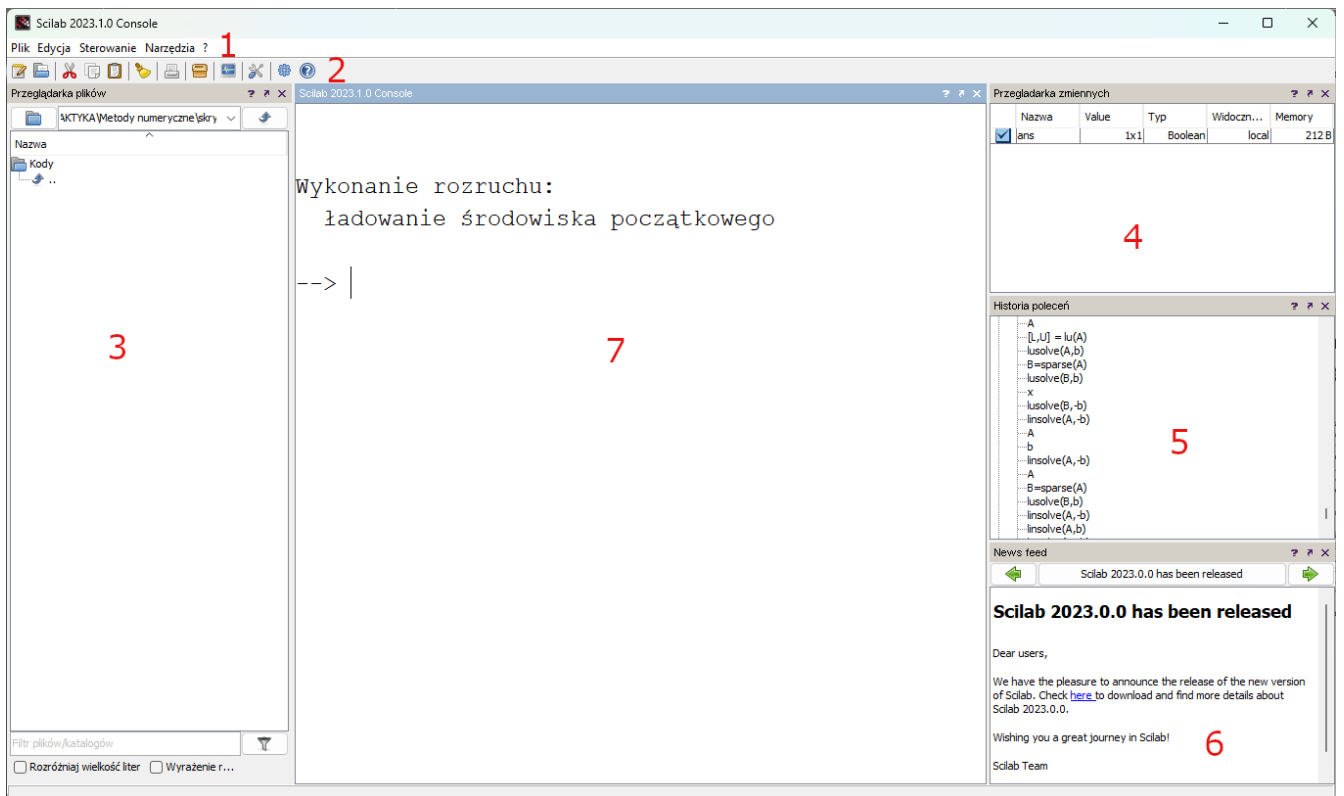 Scilab 2023.1.0 Console
Plik Edycja Sterowanie Narzędzia ?
1
2
Przeglądarka plików
AKTYKA\Metody numeryczne\skry
Nazwa
Kody
..
3
Filtr plików/katalogów
Rozróżniaj wielkość liter Wyrażenie r...
Scilab 2023.1.0 Console
Wykonanie rozruchu:
ładowanie środowiska początkowego
-->
7
Przegladarka zmiennych
Nazwa Value Typ Widoczn... Memory
ans 1x1 Boolean local 212 B
4
Historia poleceń
A
[L,U] = lu(A)
lusolve(A,b)
B=sparse(A)
lusolve(B,b)
x
lusolve(B,-b)
linsolve(A,-b)
A
b
linsolve(A,-b)
A
B=sparse(A)
lusolve(B,b)
linsolve(A,-b)
linsolve(A,b)
5
News feed
Scilab 2023.0.0 has been released
Scilab 2023.0.0 has been released
Dear users,
We have the pleasure to announce the release of the new version
of Scilab. Check here to download and find more details about
Scilab 2023.0.0.
Wishing you a great journey in Scilab!
6
Scilab Team